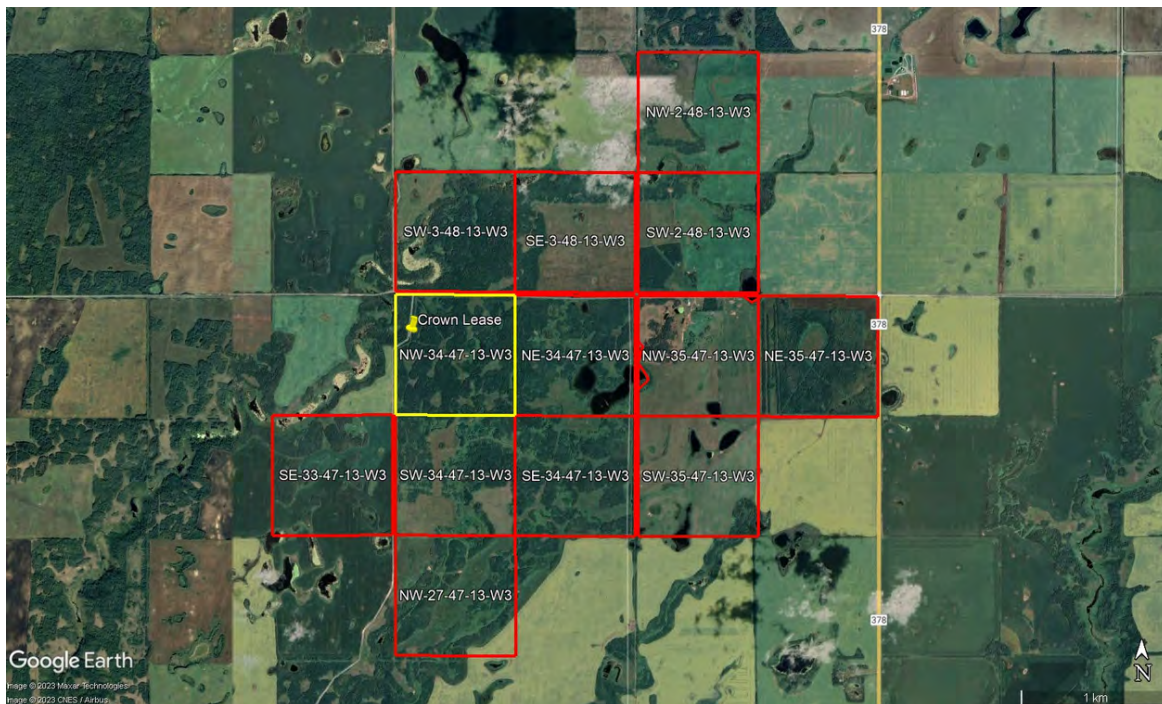 378
NW-2-48-13-W3
SW-3-48-13-W3
SE-3-48-13-W3
SW-2-48-13-W3
Crown Lease
378
NW-34-47-13-W3
NE-34-47-13-W3
NW-35-47-13-W3
NE-35-47-13-W3
SE-33-47-13-W3
SW-34-47-13-W3
SE-34-47-13-W3
SW-35-47-13-W3
NW-27-47-13-W3
378
Google Earth
Image © 2023 Maxar Technologies
Image © 2023 CNES / Airbus
N
1 km